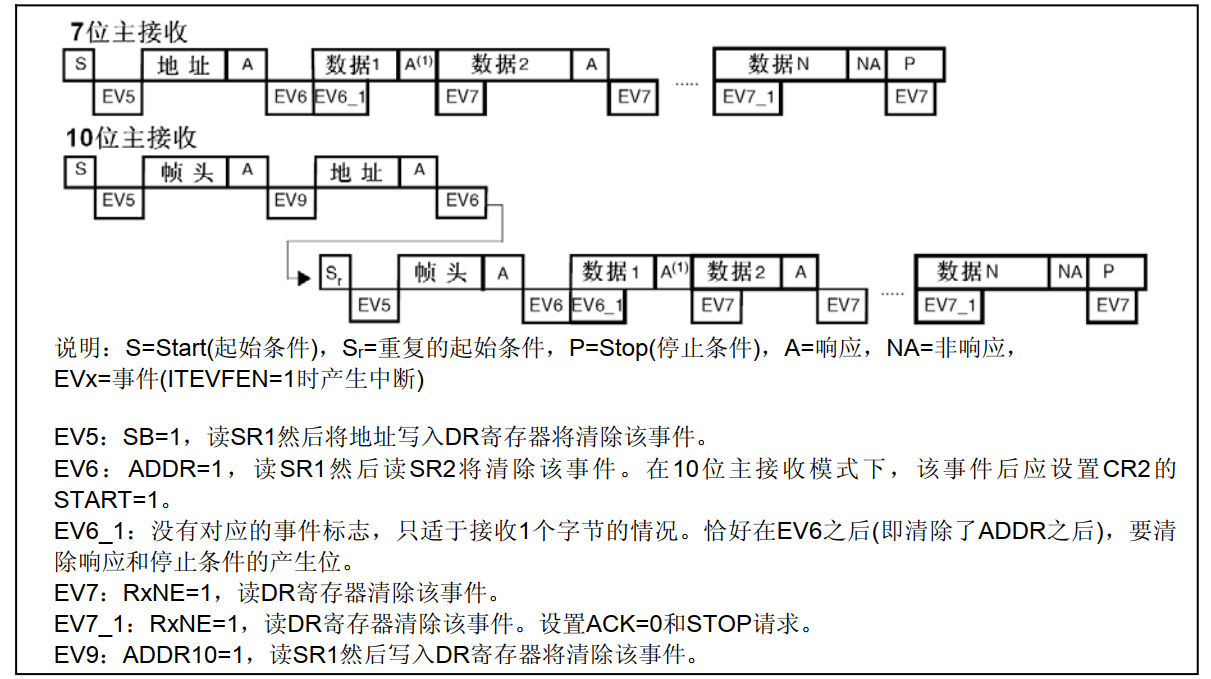 7位主接收
S 地址 A 数据1 A(1) 数据2 A ..... 数据N NA P
EV5 EV6 EV6_1 EV7 EV7 EV7_1 EV7
10位主接收
S 帧头 A 地址 A
EV5 EV9 EV6
Sr 帧头 A 数据1 A(1) 数据2 A ..... 数据N NA P
EV5 EV6 EV6_1 EV7 EV7 EV7_1 EV7
说明：S=Start(起始条件)，Sr=重复的起始条件，P=Stop(停止条件)，A=响应，NA=非响应，
EVx=事件(ITEVFEN=1时产生中断)
EV5：SB=1，读SR1然后将地址写入DR寄存器将清除该事件。
EV6：ADDR=1，读SR1然后读SR2将清除该事件。在10位主接收模式下，该事件后应设置CR2的
START=1。
EV6_1：没有对应的事件标志，只适于接收1个字节的情况。恰好在EV6之后(即清除了ADDR之后)，要清
除响应和停止条件的产生位。
EV7：RxNE=1，读DR寄存器清除该事件。
EV7_1：RxNE=1，读DR寄存器清除该事件。设置ACK=0和STOP请求。
EV9：ADDR10=1，读SR1然后写入DR寄存器将清除该事件。